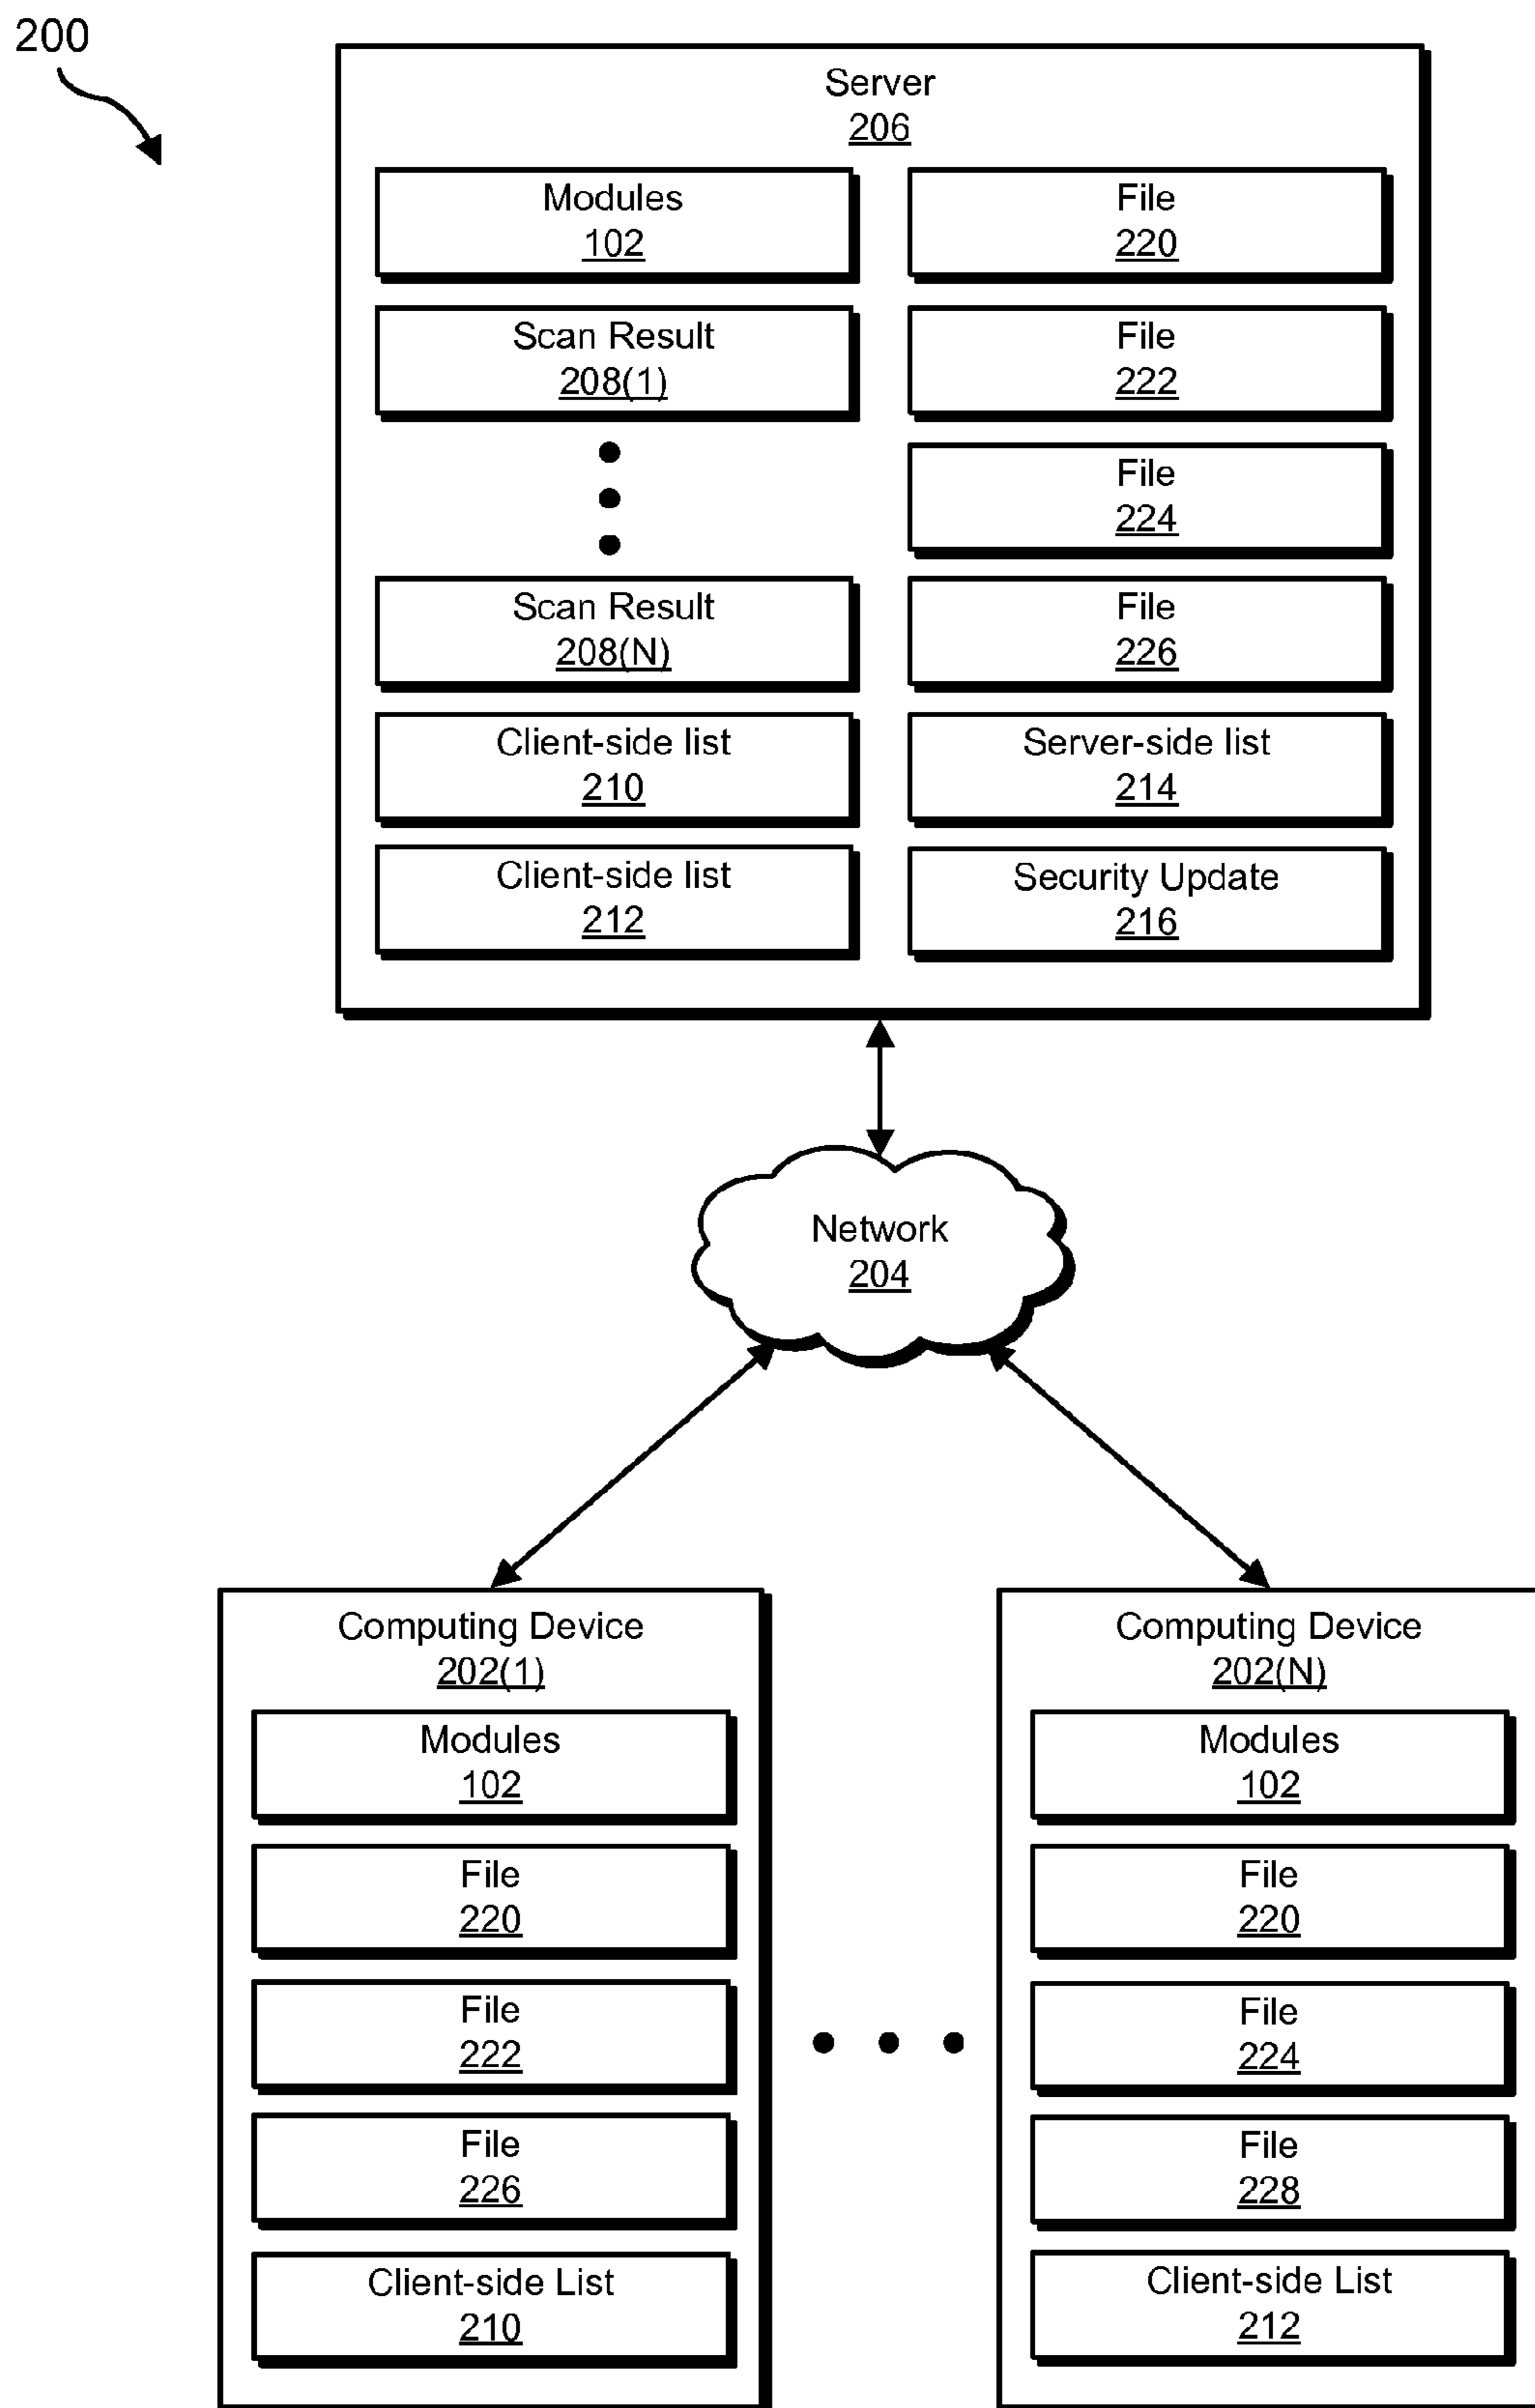 200
Server
206
Modules
102
File
220
Scan Result
208(1)
File
222
File
224
Scan Result
208(N)
File
226
Client-side list
210
Server-side list
214
Client-side list
212
Security Update
216
Network
204
Computing Device
202(1)
Modules
102
File
220
File
222
File
226
Client-side List
210
Computing Device
202(N)
Modules
102
File
220
File
224
File
228
Client-side List
212